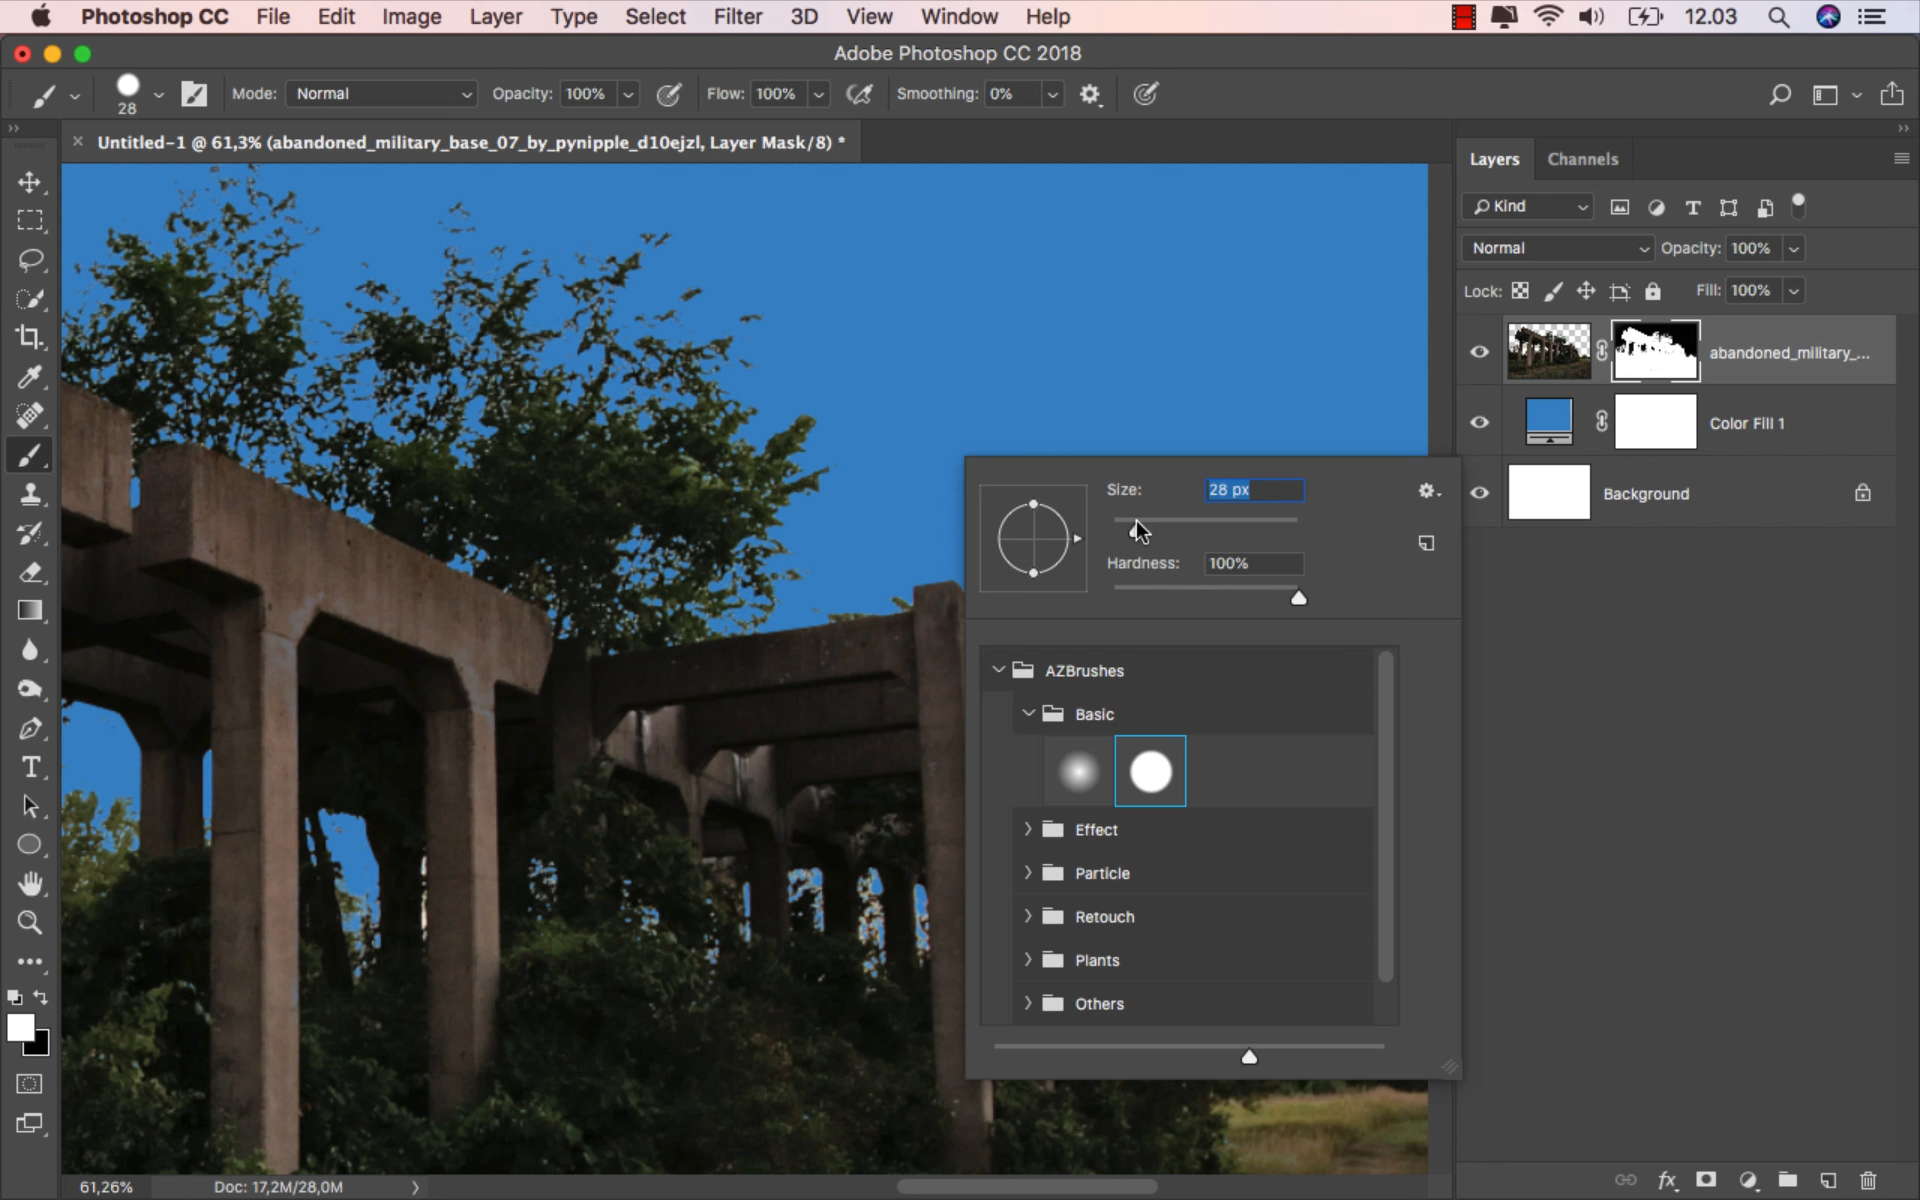 Photoshop CC File Edit Image Layer Type Select Filter 3D View Window Help 12.03
Adobe Photoshop CC 2018
28 Mode: Normal Opacity: 100% Flow: 100% Smoothing: 0%
Untitled-1 @ 61,3% (abandoned_military_base_07_by_pynipple_d10ejzl, Layer Mask/8) *
Layers Channels
Kind
Normal Opacity: 100%
Lock: Fill: 100%
abandoned_military_...
Color Fill 1
Background
Size: 28 px
Hardness: 100%
AZBrushes
Basic
Effect
Particle
Retouch
Plants
Others
61,26% Doc: 17,2M/28,0M